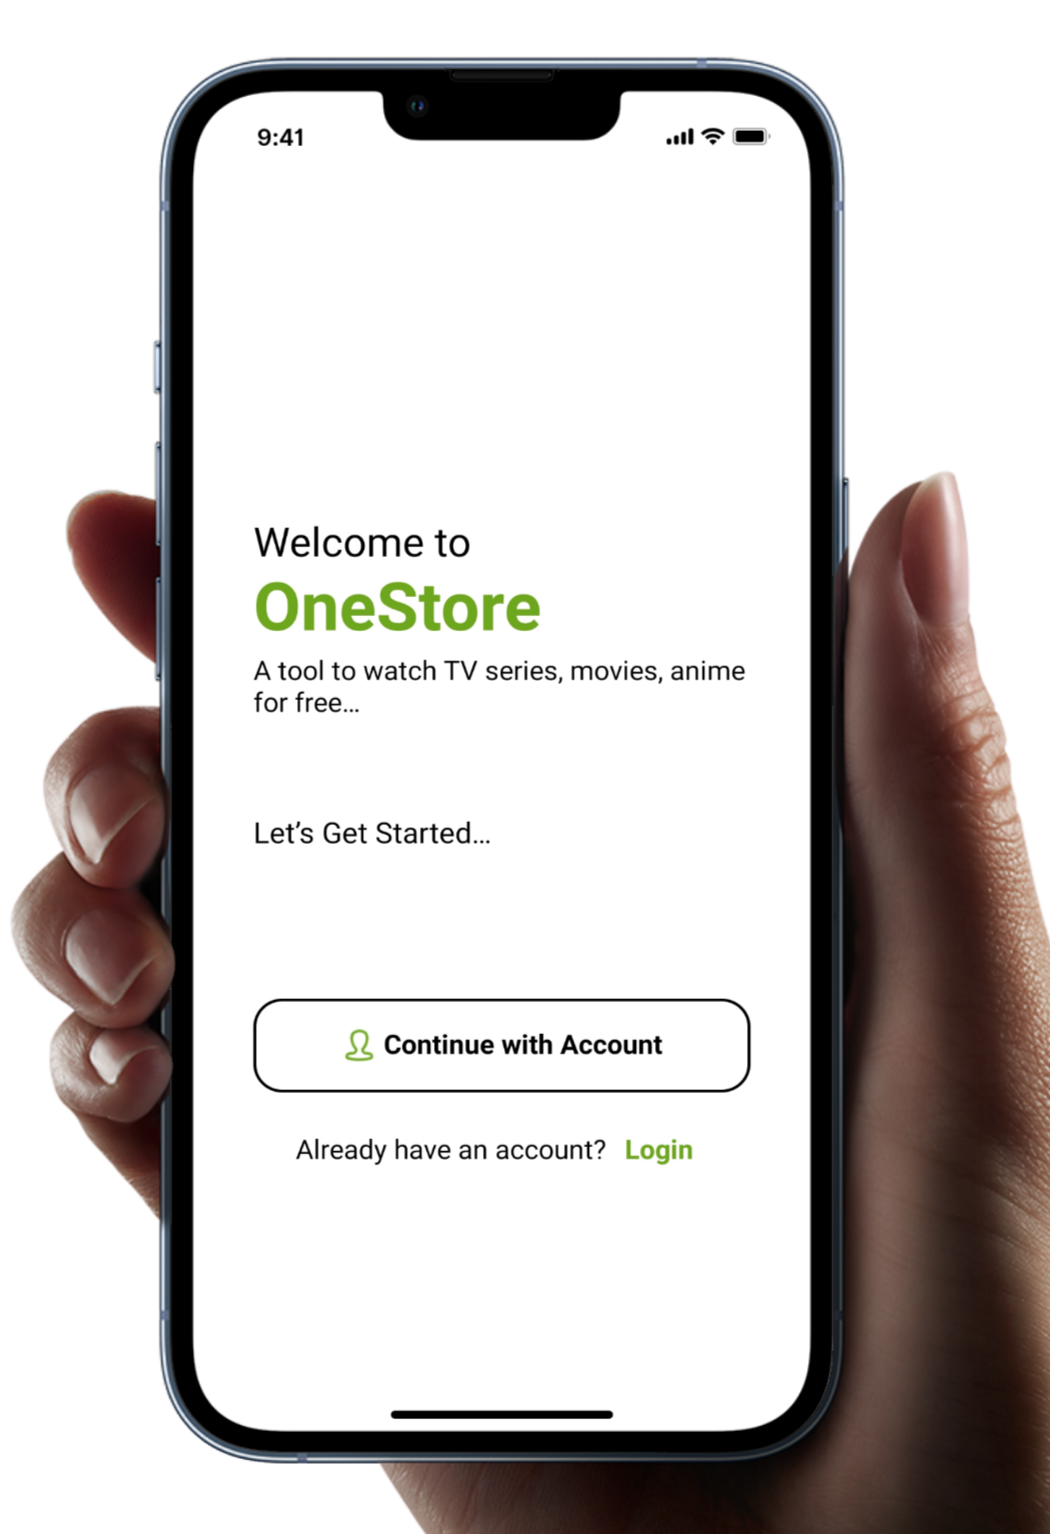 9:41
Welcome to
OneStore
A tool to watch TV series, movies, anime
for free...
Let’s Get Started...
Continue with Account
Already have an account? Login